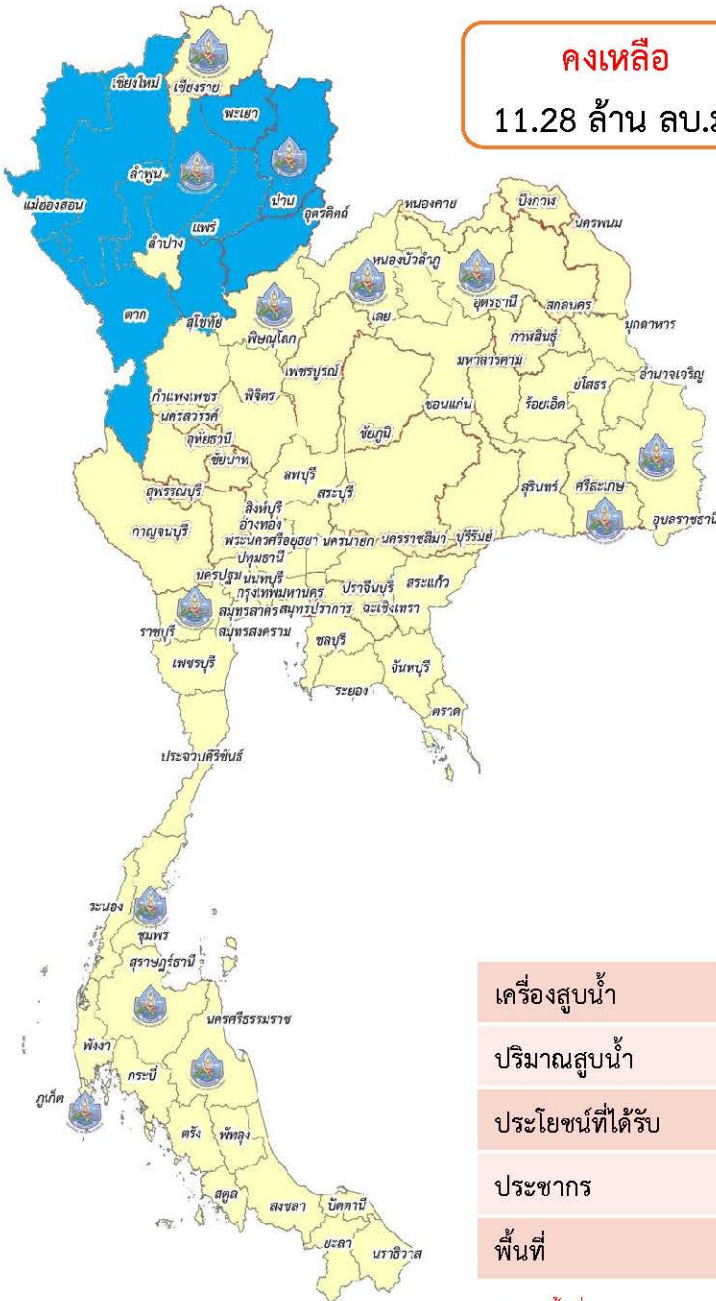 คงเหลือ
11.28 ล้าน ลบ.ม
เชียงใหม่
เชียงราย
พะเยา
ลำพูน
น่าน
แม่ฮ่องสอน
แพร่
อุตรดิตถ์
ลำปาง
หนองคาย
บึงกาฬ
นครพนม
ตาก
สุโขทัย
หนองบัวลำภู
อุดรธานี
สกลนคร
พิษณุโลก
เลย
มุกดาหาร
กาฬสินธุ์
เพชรบูรณ์
มหาสารคาม
อำนาจเจริญ
ยโสธร
กำแพงเพชร
พิจิตร
ขอนแก่น
ร้อยเอ็ด
นครสวรรค์
ชัยภูมิ
อุทัยธานี
ชัยนาท
ลพบุรี
สระบุรี
สุรินทร์
ศรีสะเกษ
สุพรรณบุรี
สิงห์บุรี
อ่างทอง
อุบลราชธานี
กาญจนบุรี
พระนครศรีอยุธยา
นครนายก
นครราชสีมา
บุรีรัมย์
ปทุมธานี
นครปฐม
นนทบุรี
ปราจีนบุรี
สระแก้ว
กรุงเทพมหานคร
สมุทรสาคร
สมุทรปราการ
ฉะเชิงเทรา
ราชบุรี
สมุทรสงคราม
ชลบุรี
เพชรบุรี
จันทบุรี
ระยอง
ตราด
ประจวบคีรีขันธ์
ระนอง
ชุมพร
สุราษฎร์ธานี
นครศรีธรรมราช
พังงา
กระบี่
ภูเก็ต
ตรัง
พัทลุง
สตูล
สงขลา
ปัตตานี
ยะลา
นราธิวาส
เครื่องสูบน้ำ
ปริมาณสูบน้ำ
ประโยชน์ที่ได้รับ
ประชากร
พื้นที่